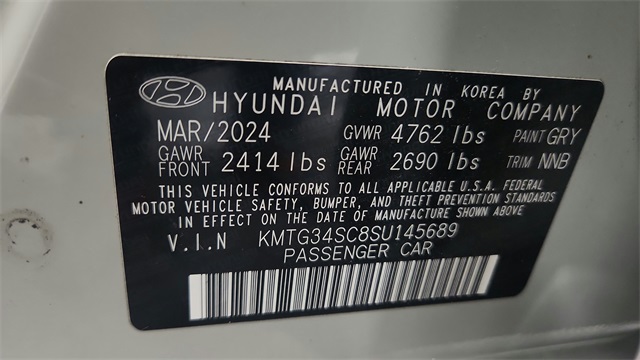 MANUFACTURED IN KOREA BY
HYUNDAI MOTOR COMPANY
MAR/2024 GVWR 4762 lbs PAINT GRY
GAWR FRONT 2414 lbs GAWR REAR 2690 lbs TRIM NNB
THIS VEHICLE CONFORMS TO ALL APPLICABLE U.S.A. FEDERAL
MOTOR VEHICLE SAFETY, BUMPER, AND THEFT PREVENTION STANDARDS
IN EFFECT ON THE DATE OF MANUFACTURE SHOWN ABOVE
V.I.N KMTG34SC8SU145689
PASSENGER CAR